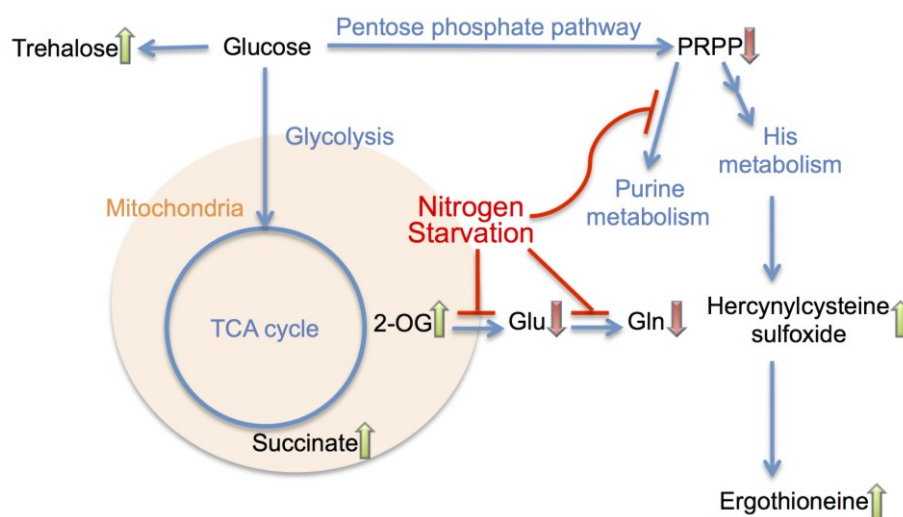 Pentose phosphate pathway
Trehalose
Glucose
PRPP
Glycolysis
His
metabolism
Mitochondria
Purine
metabolism
Nitrogen
Starvation
TCA cycle
2-OG
Glu
Gln
Hercynylcysteine
sulfoxide
Succinate
Ergothioneine